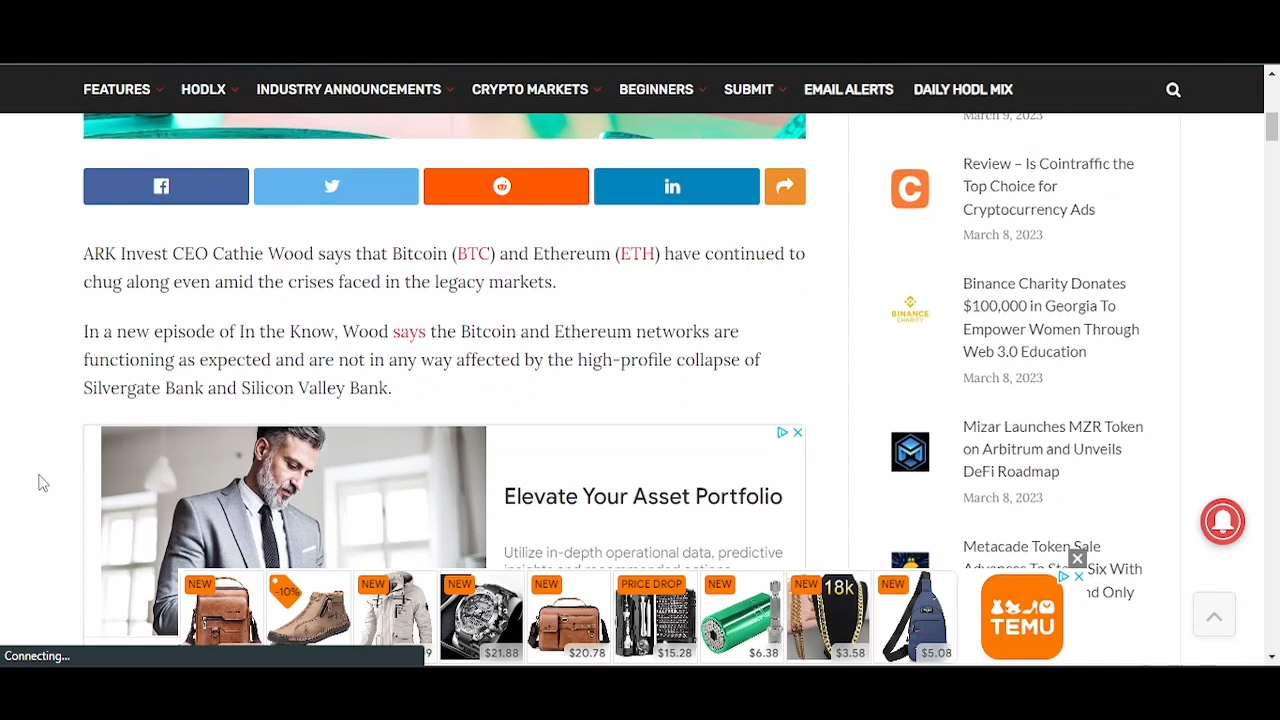 FEATURES HODLX INDUSTRY ANNOUNCEMENTS CRYPTO MARKETS BEGINNERS SUBMIT EMAIL ALERTS DAILY HODL MIX
ARK Invest CEO Cathie Wood says that Bitcoin (BTC) and Ethereum (ETH) have continued to
chug along even amid the crises faced in the legacy markets.
In a new episode of In the Know, Wood says the Bitcoin and Ethereum networks are
functioning as expected and are not in any way affected by the high-profile collapse of
Silvergate Bank and Silicon Valley Bank.
Elevate Your Asset Portfolio
Utilize in-depth operational data, predictive
March 9, 2023
Review – Is Cointraffic the
Top Choice for
Cryptocurrency Ads
March 8, 2023
BINANCE
CHARITY
Binance Charity Donates
$100,000 in Georgia To
Empower Women Through
Web 3.0 Education
March 8, 2023
Mizar Launches MZR Token
on Arbitrum and Unveils
DeFi Roadmap
March 8, 2023
Metacade Token Sale
Six With
nd Only
NEW
-10%
NEW
NEW
NEW
PRICE DROP
NEW
NEW
NEW
18k
9
$21.88
$20.78
$15.28
$6.38
$3.58
$5.08
TEMU
Connecting...